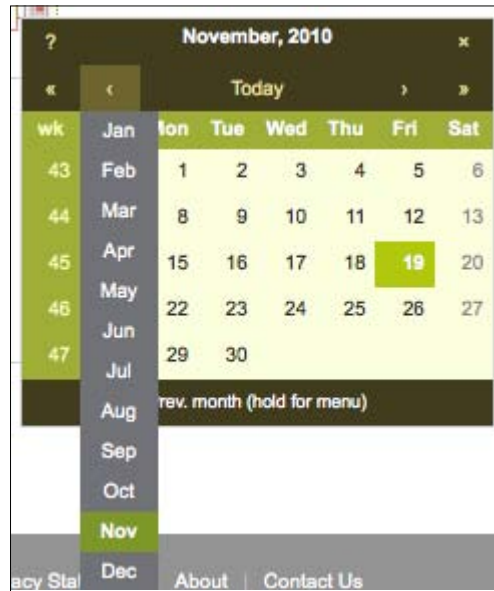 ? November, 2010 ×
« ‹ Today › »
wk Mon Tue Wed Thu Fri Sat
43 1 2 3 4 5 6
44 8 9 10 11 12 13
45 15 16 17 18 19 20
46 22 23 24 25 26 27
47 29 30
Jan
Feb
Mar
Apr
May
Jun
Jul
Aug
Sep
Oct
Nov
Dec
rev. month (hold for menu)
acy Sta About | Contact Us